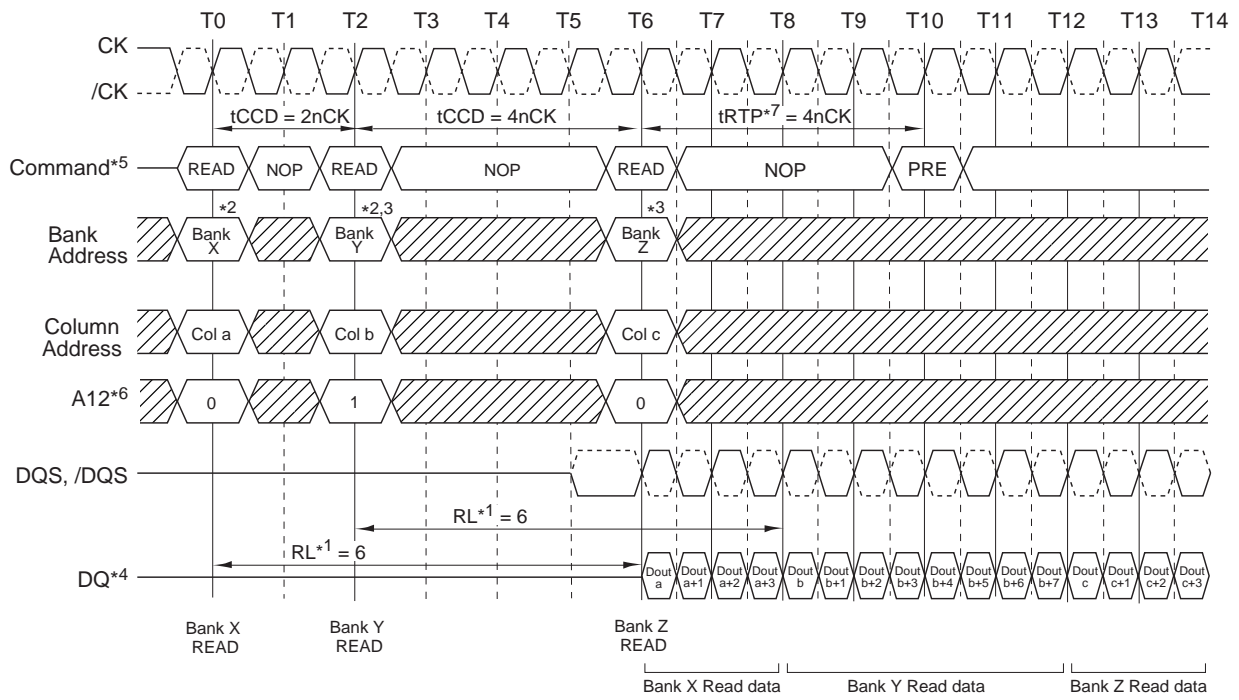 T0 T1 T2 T3 T4 T5 T6 T7 T8 T9 T10 T11 T12 T13 T14
CK
/CK
tCCD = 2nCK tCCD = 4nCK tRTP*7 = 4nCK
Command*5 READ NOP READ NOP READ NOP PRE
*2 *2,3 *3
Bank Address Bank X Bank Y Bank Z
Column Address Col a Col b Col c
A12*6 0 1 0
DQS, /DQS
RL*1 = 6
RL*1 = 6
DQ*4 Dout a Dout a+1 Dout a+2 Dout a+3 Dout b Dout b+1 Dout b+2 Dout b+3 Dout b+4 Dout b+5 Dout b+6 Dout b+7 Dout c Dout c+1 Dout c+2 Dout c+3
Bank X READ Bank Y READ Bank Z READ
Bank X Read data Bank Y Read data Bank Z Read data